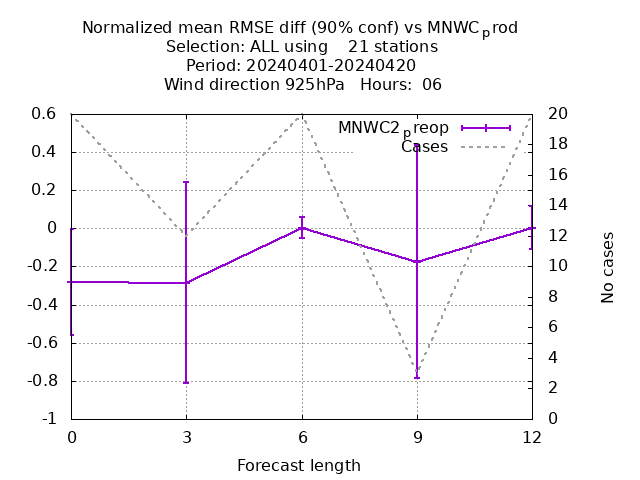 Normalized mean RMSE diff (90% conf) vs MNWCprod
Selection: ALL using    21 stations
Period: 20240401-20240420
Wind direction 925hPa   Hours:  06
MNWC2preop
Cases
0.6
0.4
0.2
0
-0.2
-0.4
-0.6
-0.8
-1
20
18
16
14
12
10
8
6
4
2
0
No cases
0 3 6 9 12
Forecast length